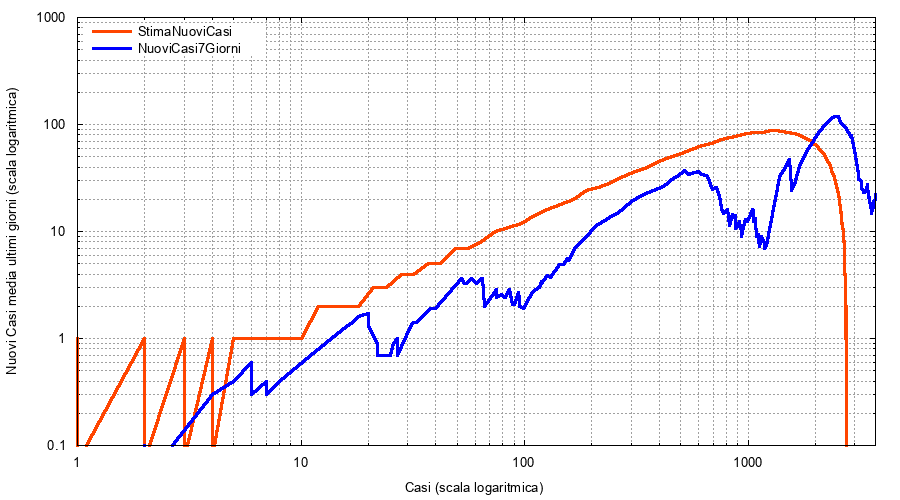 1000
100
10
1
0.1
Nuovi Casi media ultimi giorni (scala logaritmica)
StimaNuoviCasi
NuoviCasi7Giorni
1
10
100
1000
Casi (scala logaritmica)